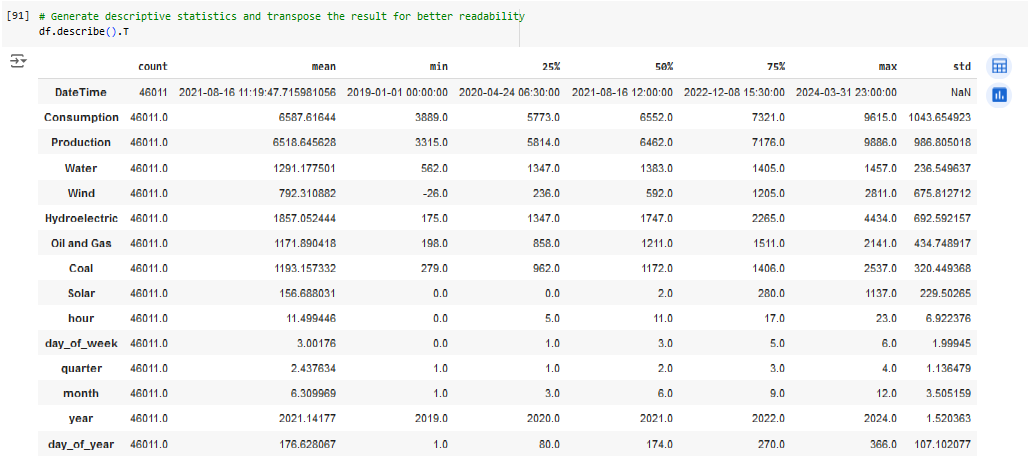 [91] # Generate descriptive statistics and transpose the result for better readability
df.describe().T
count mean min 25% 50% 75% max std
DateTime 46011 2021-08-16 11:19:47.715981056 2019-01-01 00:00:00 2020-04-24 06:30:00 2021-08-16 12:00:00 2022-12-08 15:30:00 2024-03-31 23:00:00 NaN
Consumption 46011.0 6587.61644 3889.0 5773.0 6552.0 7321.0 9615.0 1043.654923
Production 46011.0 6518.645628 3315.0 5814.0 6462.0 7176.0 9886.0 986.805018
Water 46011.0 1291.177501 562.0 1347.0 1383.0 1405.0 1457.0 236.549637
Wind 46011.0 792.310882 -26.0 236.0 592.0 1205.0 2811.0 675.812712
Hydroelectric 46011.0 1857.052444 175.0 1347.0 1747.0 2265.0 4434.0 692.592157
Oil and Gas 46011.0 1171.890418 198.0 858.0 1211.0 1511.0 2141.0 434.748917
Coal 46011.0 1193.157332 279.0 962.0 1172.0 1406.0 2537.0 320.449368
Solar 46011.0 156.688031 0.0 0.0 2.0 280.0 1137.0 229.50265
hour 46011.0 11.499446 0.0 5.0 11.0 17.0 23.0 6.922376
day_of_week 46011.0 3.00176 0.0 1.0 3.0 5.0 6.0 1.99945
quarter 46011.0 2.437634 1.0 1.0 2.0 3.0 4.0 1.136479
month 46011.0 6.309969 1.0 3.0 6.0 9.0 12.0 3.505159
year 46011.0 2021.14177 2019.0 2020.0 2021.0 2022.0 2024.0 1.520363
day_of_year 46011.0 176.628067 1.0 80.0 174.0 270.0 366.0 107.102077